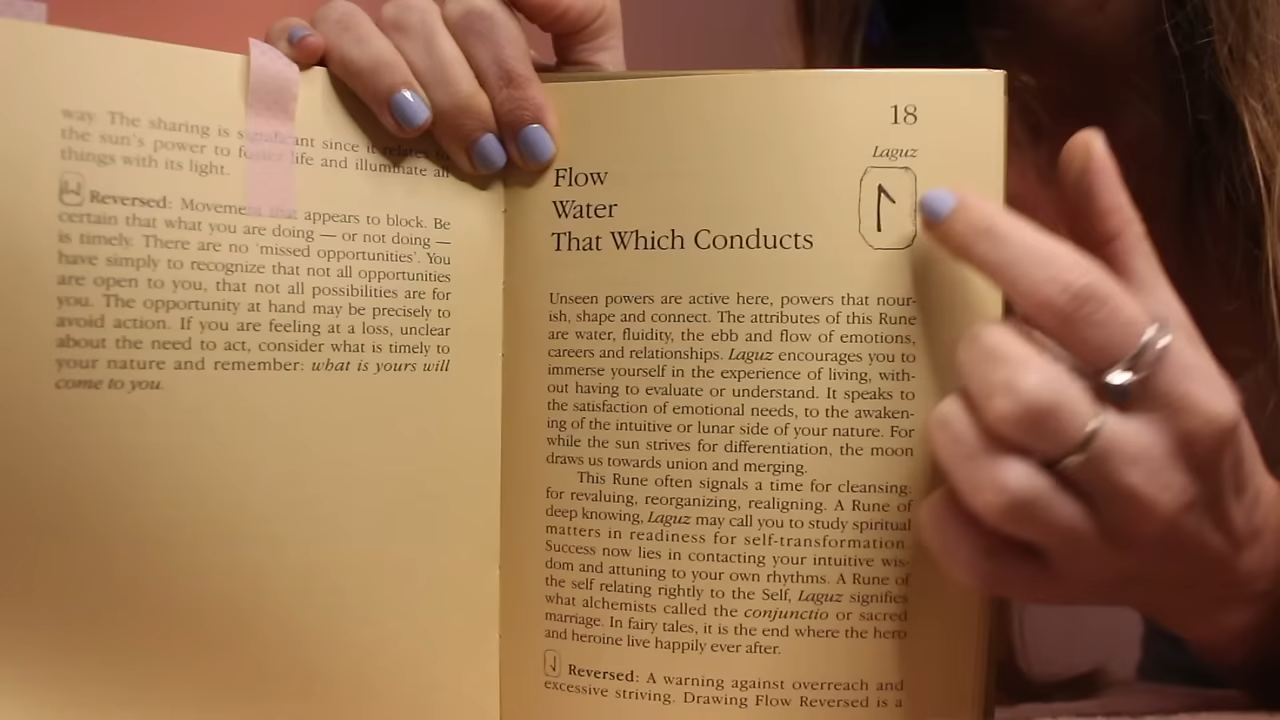 way. The sharing is significant since it relates to
the sun's power to foster life and illuminate all
things with its light.
Reversed: Movement that appears to block. Be
certain that what you are doing — or not doing —
is timely. There are no 'missed opportunities'. You
have simply to recognize that not all opportunities
are open to you, that not all possibilities are for
you. The opportunity at hand may be precisely to
avoid action. If you are feeling at a loss, unclear
about the need to act, consider what is timely to
your nature and remember: what is yours will
come to you.
18
Laguz
ᛚ
Flow
Water
That Which Conducts
Unseen powers are active here, powers that nour-
ish, shape and connect. The attributes of this Rune
are water, fluidity, the ebb and flow of emotions,
careers and relationships. Laguz encourages you to
immerse yourself in the experience of living, with-
out having to evaluate or understand. It speaks to
the satisfaction of emotional needs, to the awaken-
ing of the intuitive or lunar side of your nature. For
while the sun strives for differentiation, the moon
draws us towards union and merging.
This Rune often signals a time for cleansing:
for revaluing, reorganizing, realigning. A Rune of
deep knowing, Laguz may call you to study spiritual
matters in readiness for self-transformation.
Success now lies in contacting your intuitive wis-
dom and attuning to your own rhythms. A Rune of
the self relating rightly to the Self, Laguz signifies
what alchemists called the conjunctio or sacred
marriage. In fairy tales, it is the end where the hero
and heroine live happily ever after.
Reversed: A warning against overreach and
excessive striving. Drawing Flow Reversed is a